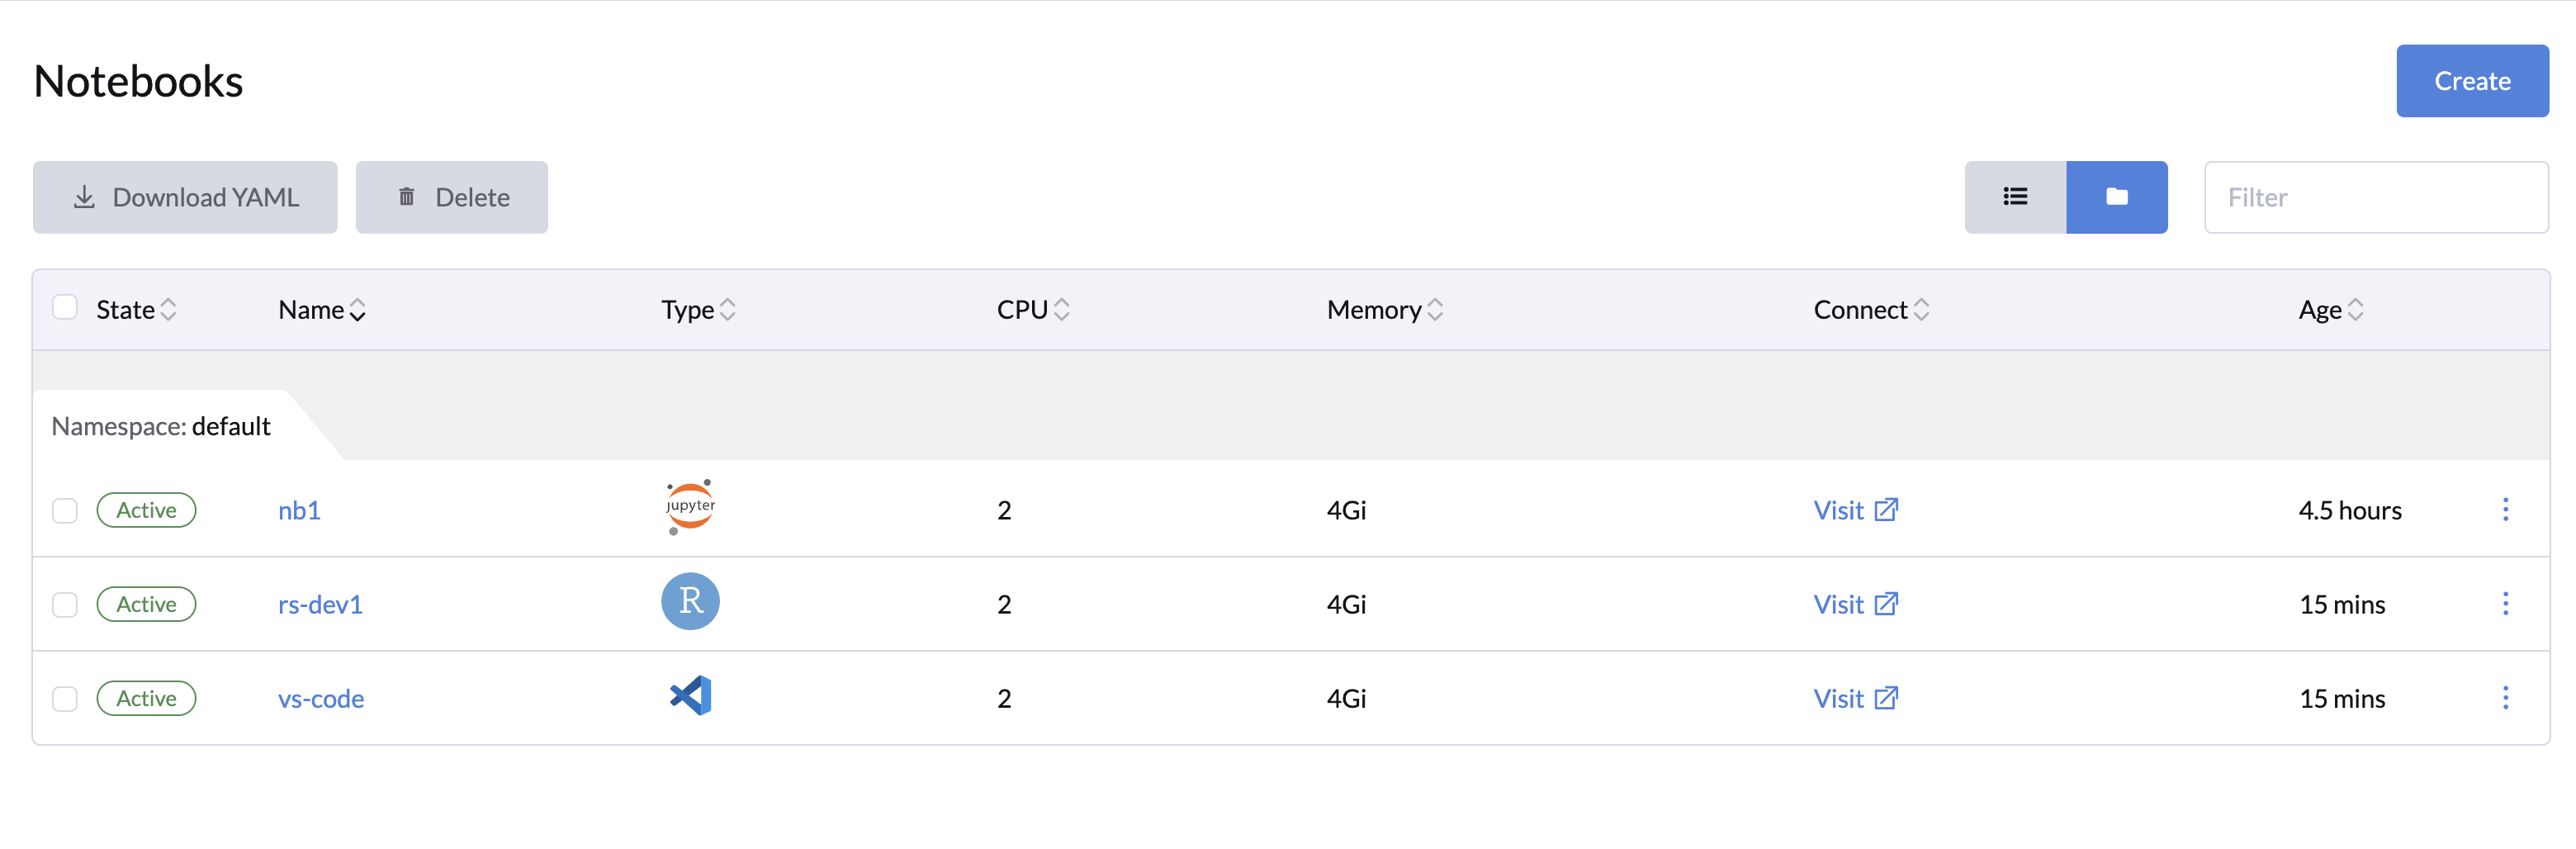 Notebooks
Create
Download YAML Delete
Filter
State Name Type CPU Memory Connect Age
Namespace: default
Active nb1 jupyter 2 4Gi Visit 4.5 hours
Active rs-dev1 R 2 4Gi Visit 15 mins
Active vs-code 2 4Gi Visit 15 mins